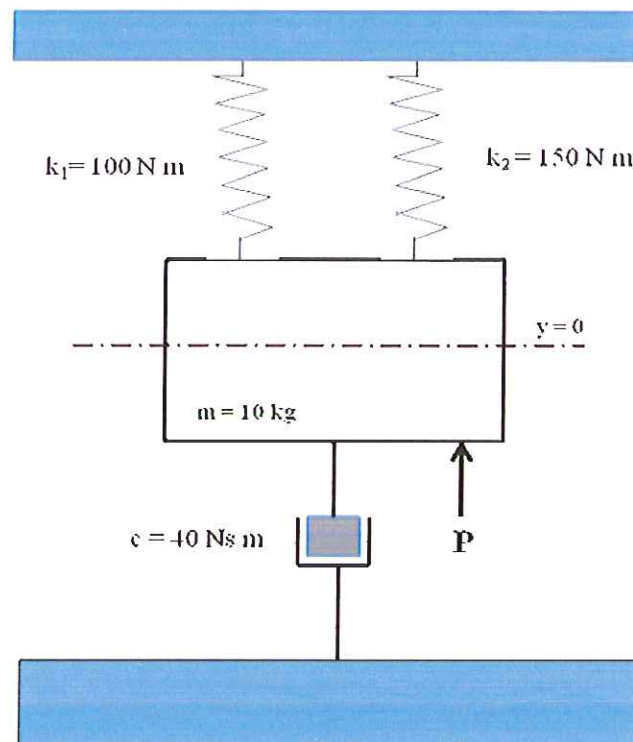 k₁= 100 N m
k₂ = 150 N m
y = 0
m = 10 kg
c = 40 Ns m
P